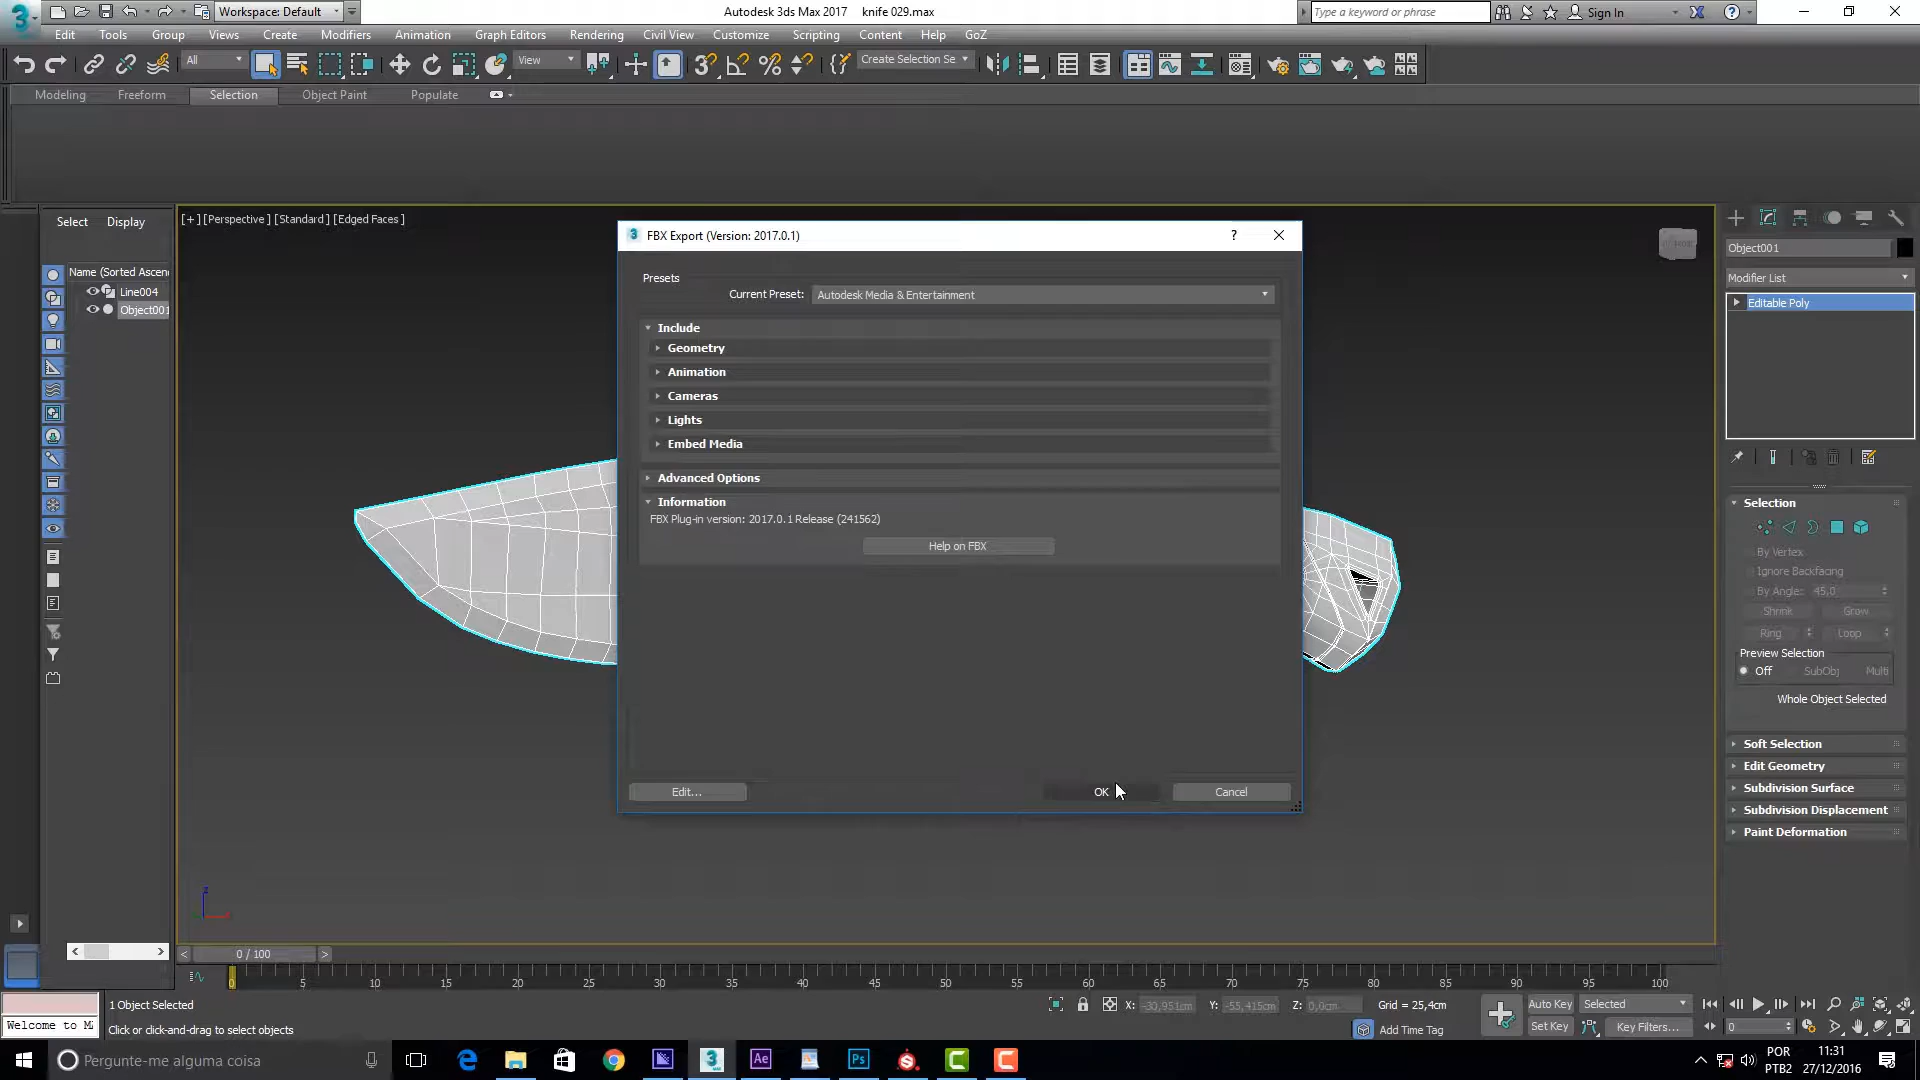 Workspace: Default
Autodesk 3ds Max 2017 knife 029.max
Type a keyword or phrase
Sign In
Edit Tools Group Views Create Modifiers Animation Graph Editors Rendering Civil View Customize Scripting Content Help GoZ
All
View
Create Selection Se
Modeling Freeform Selection Object Paint Populate
Select Display
[+] [Perspective ] [Standard ] [Edged Faces ]
Name (Sorted Ascen
Line004
Object001
FBX Export (Version: 2017.0.1)
Presets
Current Preset: Autodesk Media & Entertainment
Include
Geometry
Animation
Cameras
Lights
Embed Media
Advanced Options
Information
FBX Plug-in version: 2017.0.1 Release (241562)
Help on FBX
Edit...
OK
Cancel
Object001
Modifier List
Editable Poly
Selection
By Vertex
Ignore Backfacing
By Angle: 45,0
Shrink Grow
Ring Loop
Preview Selection
Off SubObj Multi
Whole Object Selected
Soft Selection
Edit Geometry
Subdivision Surface
Subdivision Displacement
Paint Deformation
z
< 0 / 100 >
0 5 10 15 20 25 30 35 40 45 50 55 60 65 70 75 80 85 90 95 100
1 Object Selected
X: -30,951cm Y: -55,415cm Z: 0,0cm Grid = 25,4cm
Auto Key Selected
Welcome to M
Click or click-and-drag to select objects
Add Time Tag
Set Key Key Filters...
0
Pergunte-me alguma coisa
Ae
Ps
POR
PTB2
11:31
27/12/2016